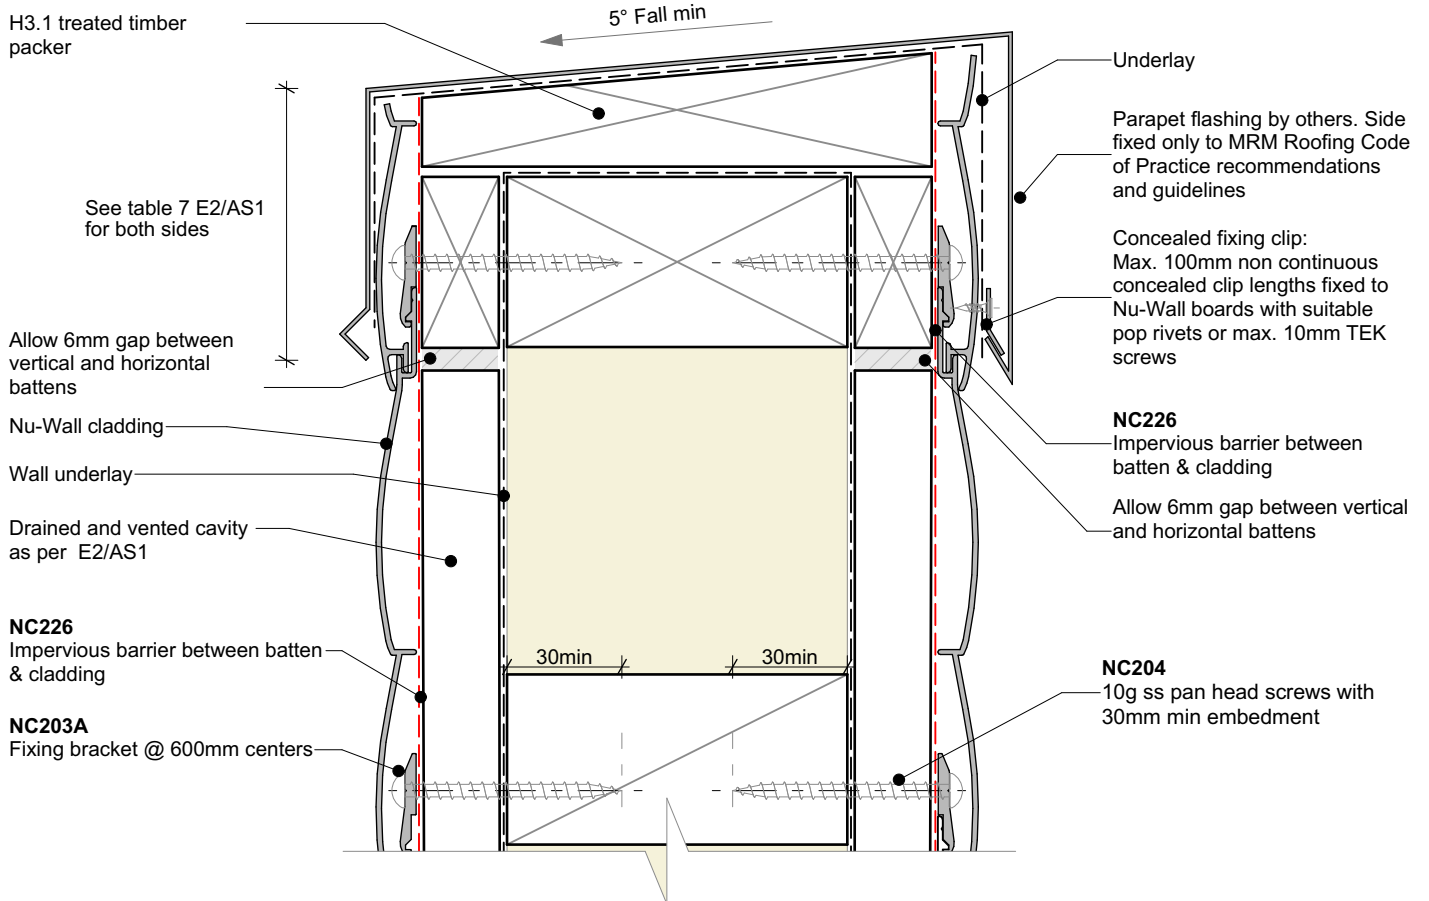 H3.1 treated timber
packer
5° Fall min
See table 7 E2/AS1
for both sides
Allow 6mm gap between
vertical and horizontal
battens
Nu-Wall cladding
Wall underlay
Drained and vented cavity
as per E2/AS1
NC226
Impervious barrier between batten
& cladding
NC203A
Fixing bracket @ 600mm centers
30min
30min
Underlay
Parapet flashing by others. Side
fixed only to MRM Roofing Code
of Practice recommendations
and guidelines
Concealed fixing clip:
Max. 100mm non continuous
concealed clip lengths fixed to
Nu-Wall boards with suitable
pop rivets or max. 10mm TEK
screws
NC226
Impervious barrier between
batten & cladding
Allow 6mm gap between vertical
and horizontal battens
NC204
10g ss pan head screws with
30mm min embedment